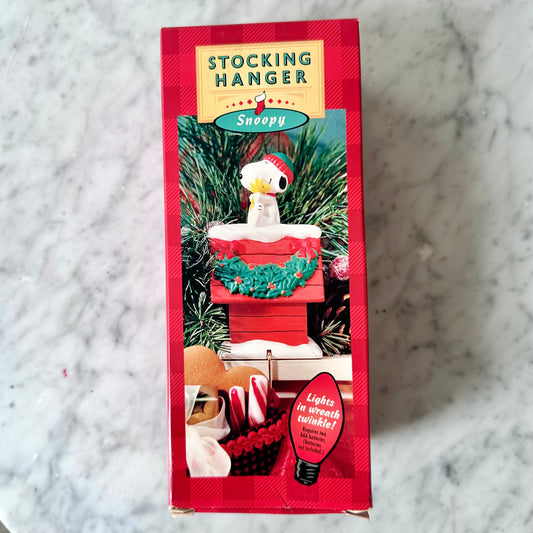 STOCKING
HANGER
Snoopy
Lights
in wreath
twinkle!
Requires two
AAA batteries.
(Batteries
not included.)